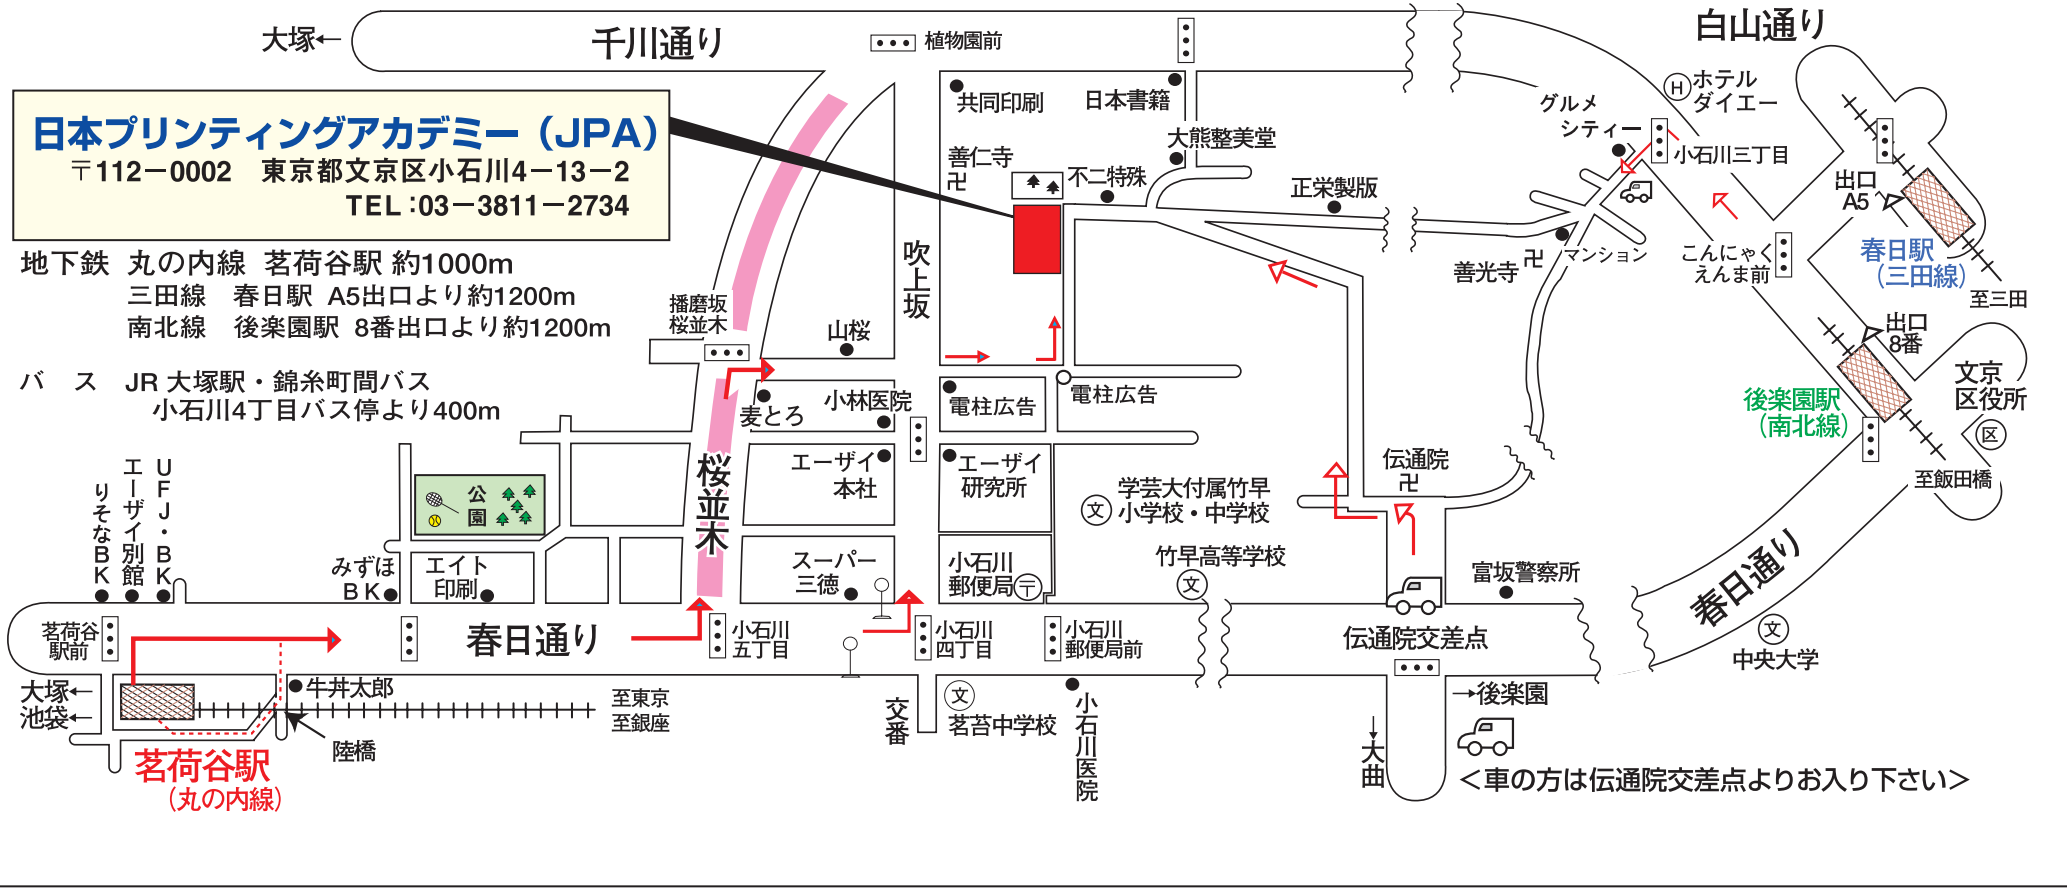 大塚←
千川通り
植物園前
白山通り
日本プリンティングアカデミー（JPA）
〒112－0002　東京都文京区小石川4－13－2
TEL：03－3811－2734
地下鉄　丸の内線　茗荷谷駅 約1000m
三田線　春日駅 A5出口より約1200m
南北線　後楽園駅 8番出口より約1200m
バス　JR 大塚駅・錦糸町間バス
小石川4丁目バス停より400m
共同印刷
日本書籍
大熊整美堂
善仁寺
卍
不二特殊
正栄製版
グルメ
シティー
H
ホテル
ダイエー
小石川三丁目
出口
A5
春日駅
（三田線）
至三田
こんにゃく
えんま前
マンション
善光寺
卍
出口
8番
後楽園駅
（南北線）
文京
区役所
区
至飯田橋
吹上坂
播磨坂
桜並木
山桜
麦とろ
小林医院
電柱広告
電柱広告
エーザイ
本社
エーザイ
研究所
桜並木
公園
伝通院
卍
文
学芸大付属竹早
小学校・中学校
竹早高等学校
文
りそなBK
エーザイ別館
UFJ・BK
みずほ
BK
エイト
印刷
スーパー
三徳
小石川
郵便局
〒
富坂警察所
春日通り
文
中央大学
茗荷谷
駅前
春日通り
小石川
五丁目
小石川
四丁目
小石川
郵便局前
伝通院交差点
大塚←
池袋←
牛丼太郎
陸橋
茗荷谷駅
（丸の内線）
至東京
至銀座
交番
文
茗苔中学校
小石川医院
→後楽園
↓大曲
＜車の方は伝通院交差点よりお入り下さい＞